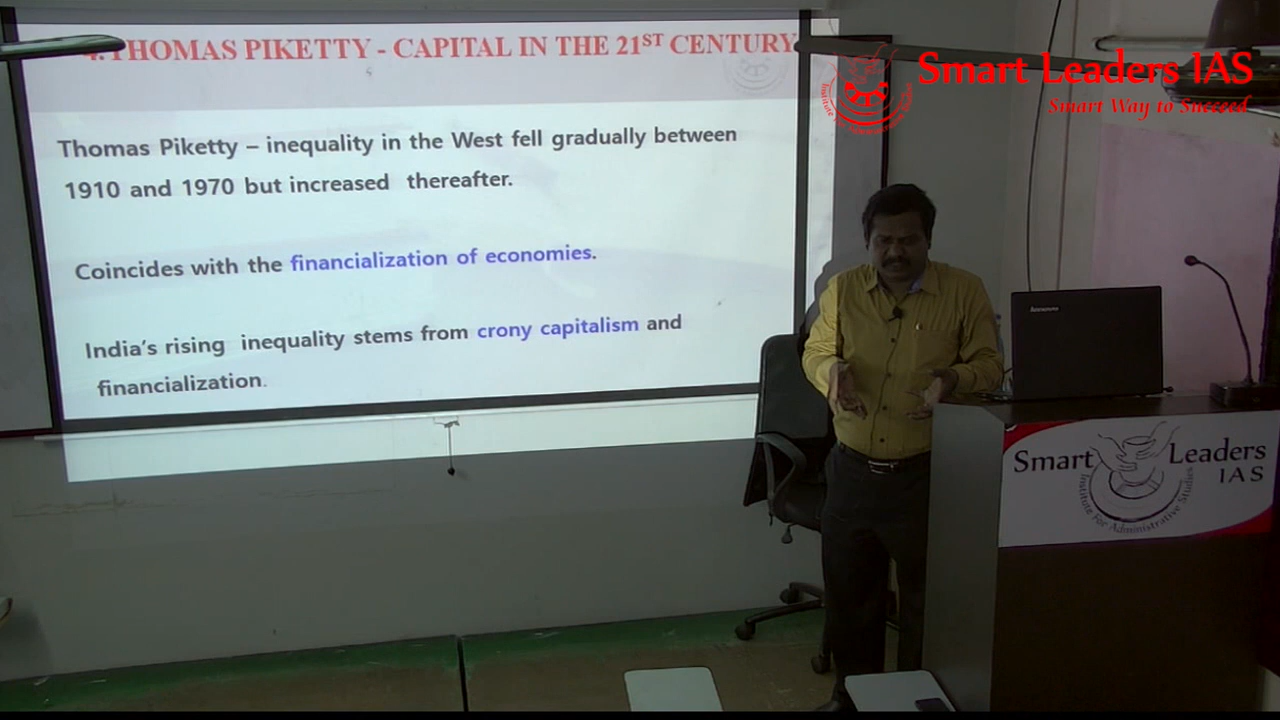 4. THOMAS PIKETTY - CAPITAL IN THE 21ST CENTURY
Thomas Piketty – inequality in the West fell gradually between
1910 and 1970 but increased thereafter.
Coincides with the financialization of economies.
India's rising inequality stems from crony capitalism and
financialization.
Smart Leaders IAS
Smart Way to Succeed
lenovo
Smart Leaders
IAS
Institute For Administrative Studies